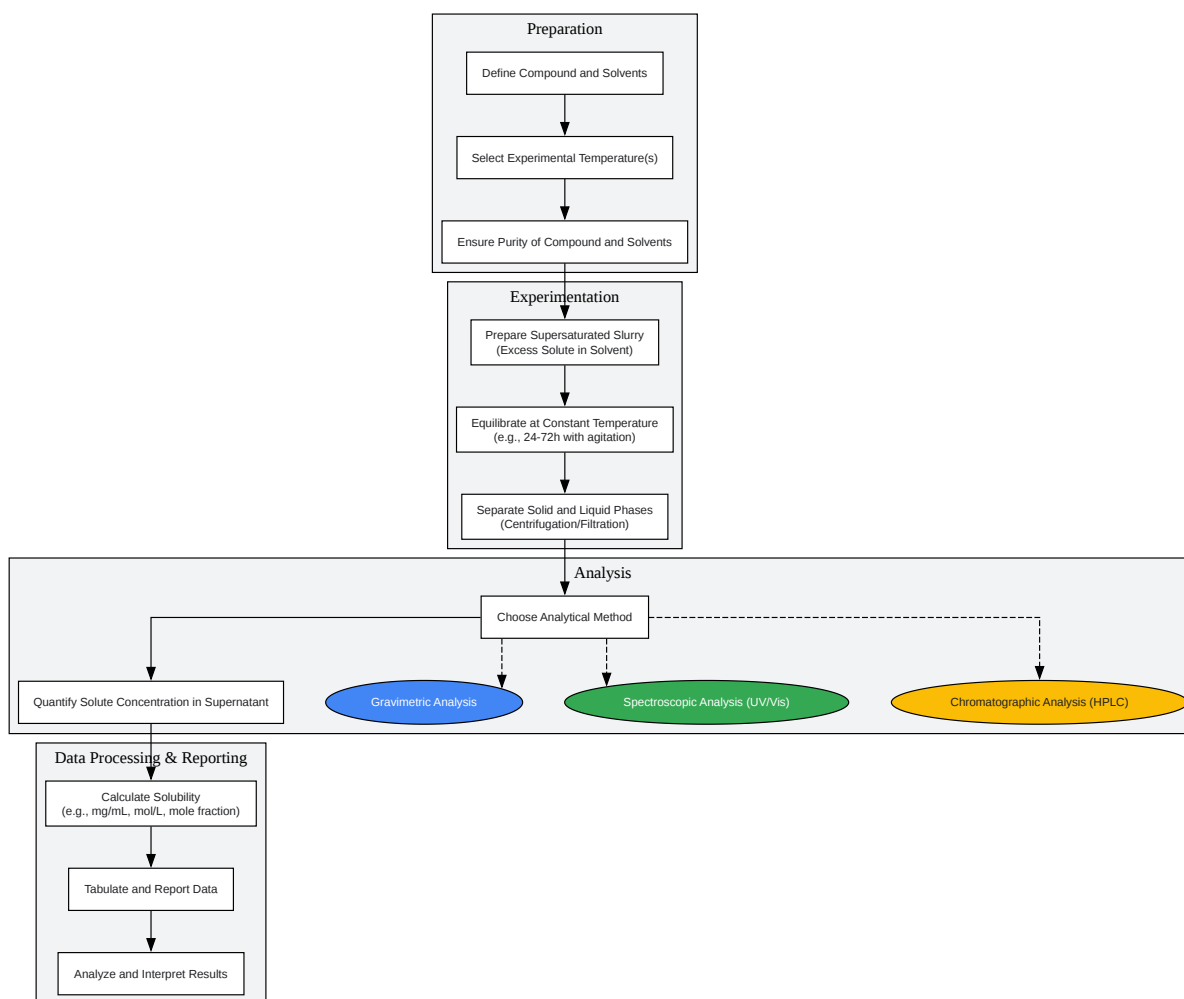 Preparation
Define Compound and Solvents
Select Experimental Temperature(s)
Ensure Purity of Compound and Solvents
Experimentation
Prepare Supersaturated Slurry
(Excess Solute in Solvent)
Equilibrate at Constant Temperature
(e.g., 24-72h with agitation)
Separate Solid and Liquid Phases
(Centrifugation/Filtration)
Analysis
Choose Analytical Method
Quantify Solute Concentration in Supernatant
Gravimetric Analysis
Spectroscopic Analysis (UV/Vis)
Chromatographic Analysis (HPLC)
Data Processing & Reporting
Calculate Solubility
(e.g., mg/mL, mol/L, mole fraction)
Tabulate and Report Data
Analyze and Interpret Results